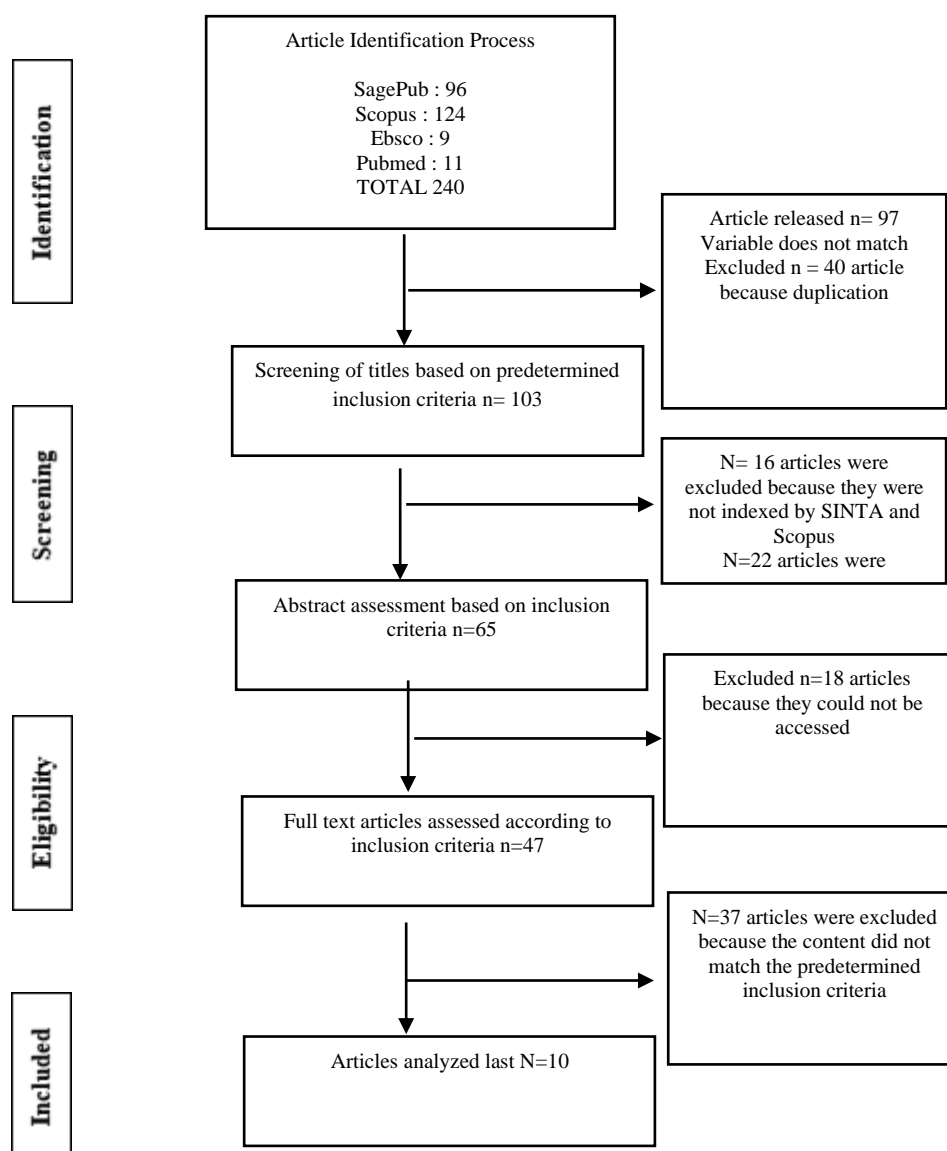 Identification
Article Identification Process
SagePub : 96
Scopus : 124
Ebsco : 9
Pubmed : 11
TOTAL 240
Article released n= 97
Variable does not match
Excluded n = 40 article
because duplication
Screening
Screening of titles based on predetermined
inclusion criteria n= 103
N= 16 articles were
excluded because they were
not indexed by SINTA and
Scopus
N=22 articles were
Abstract assessment based on inclusion
criteria n=65
Eligibility
Excluded n=18 articles
because they could not be
accessed
Full text articles assessed according to
inclusion criteria n=47
N=37 articles were excluded
because the content did not
match the predetermined
inclusion criteria
Included
Articles analyzed last N=10